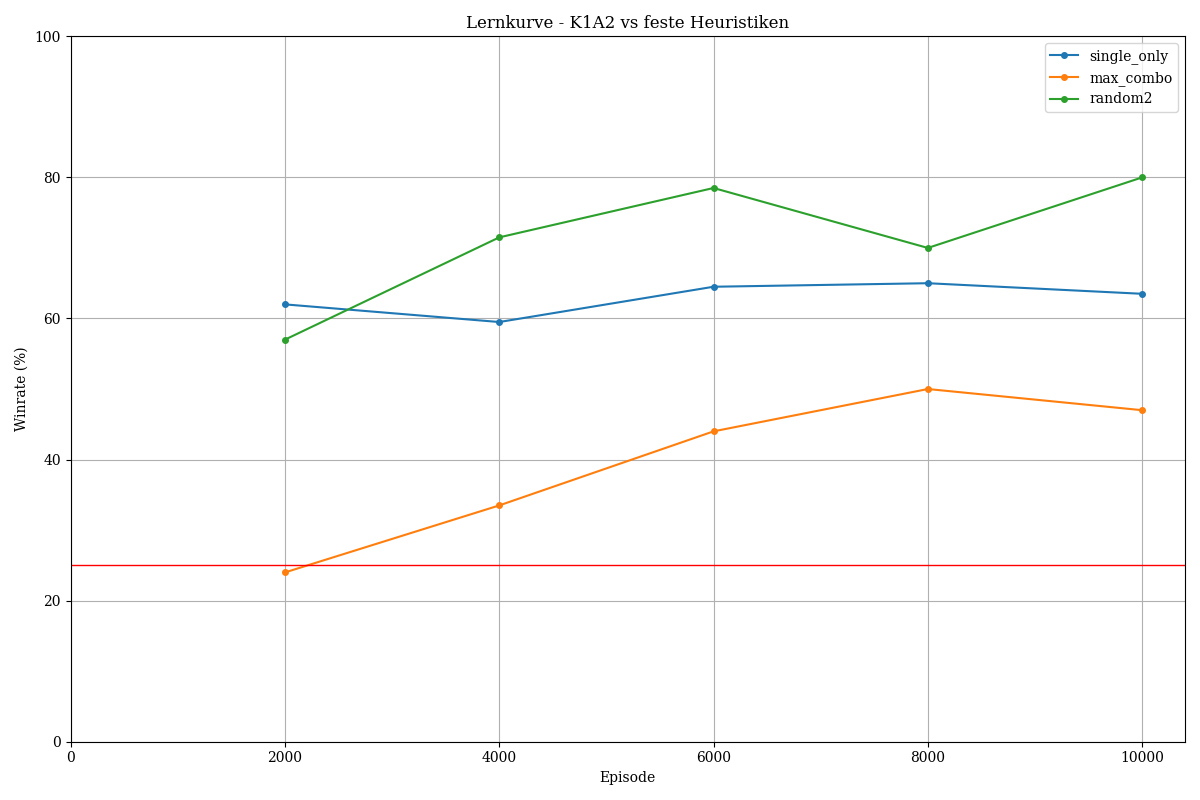 Lernkurve - K1A2 vs feste Heuristiken
100
80
60
40
20
0
Winrate (%)
single_only
max_combo
random2
0 2000 4000 6000 8000 10000
Episode